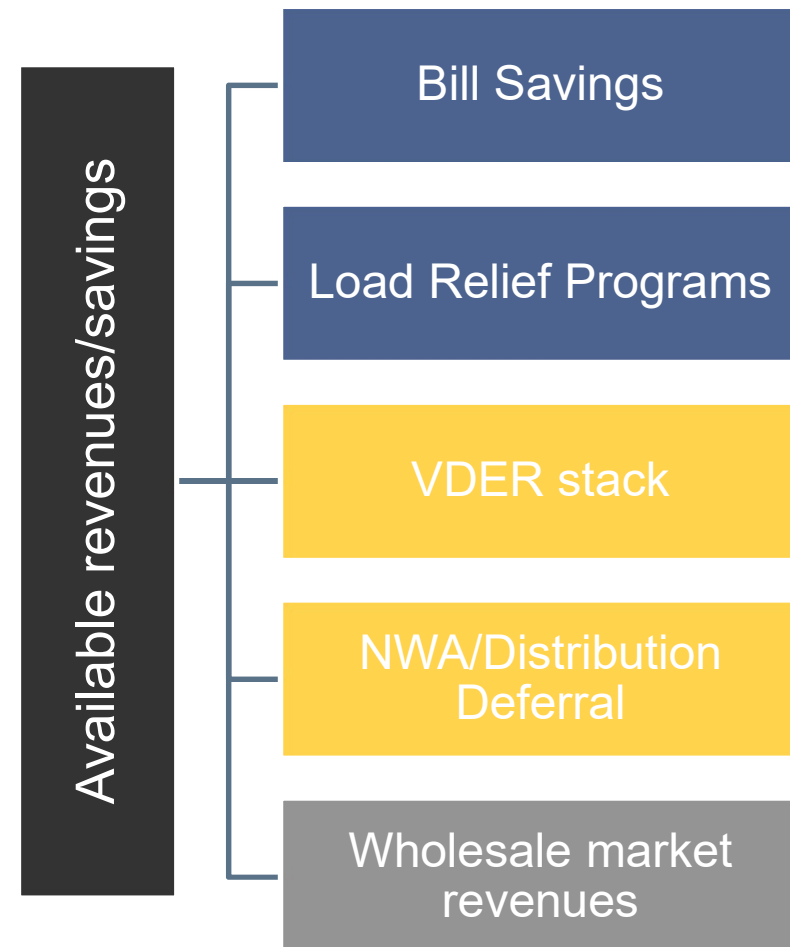 Available revenues/savings
Bill Savings
Load Relief Programs
VDER stack
NWA/Distribution
Deferral
Wholesale market
revenues